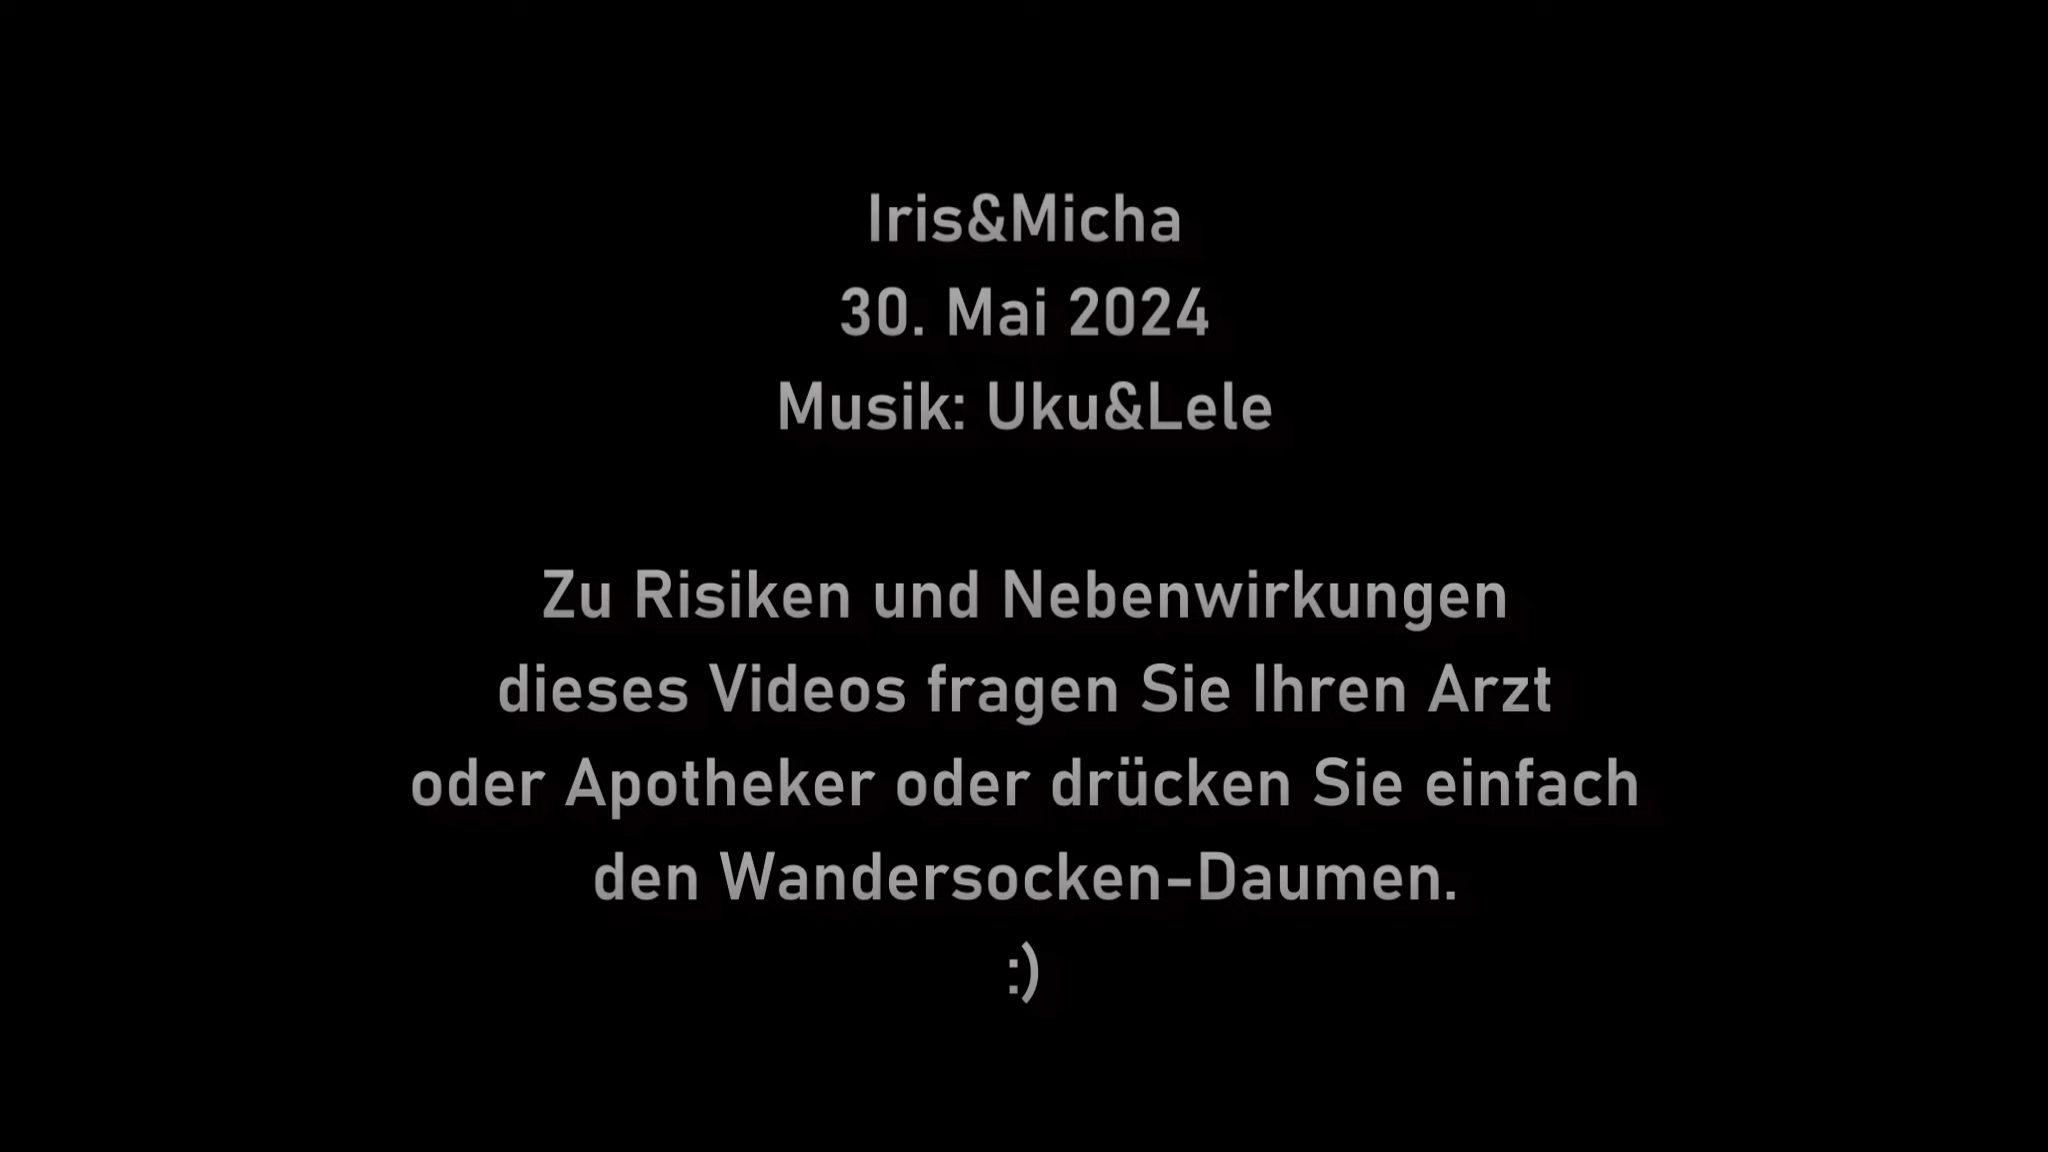 Iris&Micha
30. Mai 2024
Musik: Uku&Lele
Zu Risiken und Nebenwirkungen
dieses Videos fragen Sie Ihren Arzt
oder Apotheker oder drücken Sie einfach
den Wandersocken-Daumen.
:)